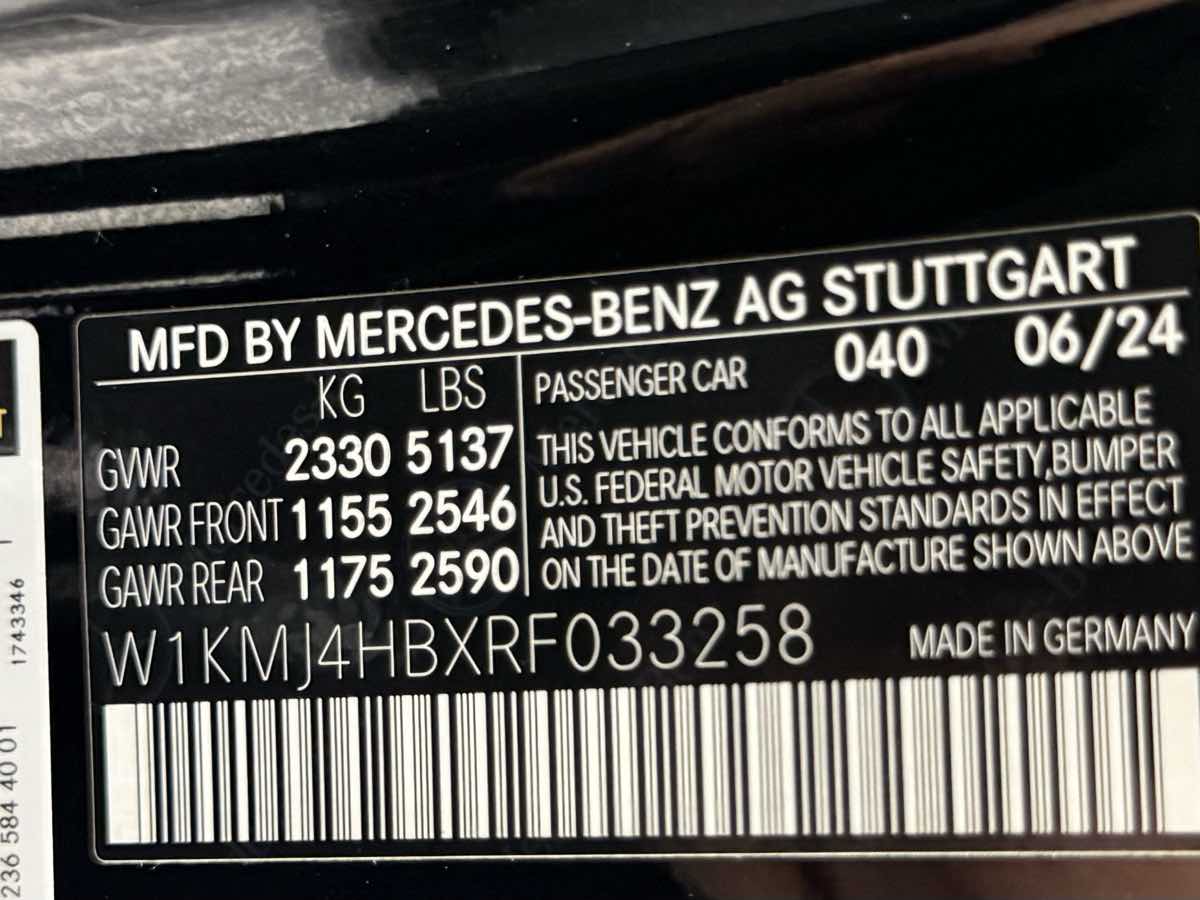 MFD BY MERCEDES-BENZ AG STUTTGART
KG LBS
GVWR 2330 5137
GAWR FRONT 1155 2546
GAWR REAR 1175 2590
PASSENGER CAR 040 06/24
THIS VEHICLE CONFORMS TO ALL APPLICABLE
U.S. FEDERAL MOTOR VEHICLE SAFETY,BUMPER
AND THEFT PREVENTION STANDARDS IN EFFECT
ON THE DATE OF MANUFACTURE SHOWN ABOVE
W1KMJ4HBXRF033258
MADE IN GERMANY
236 584 40 01
1743346